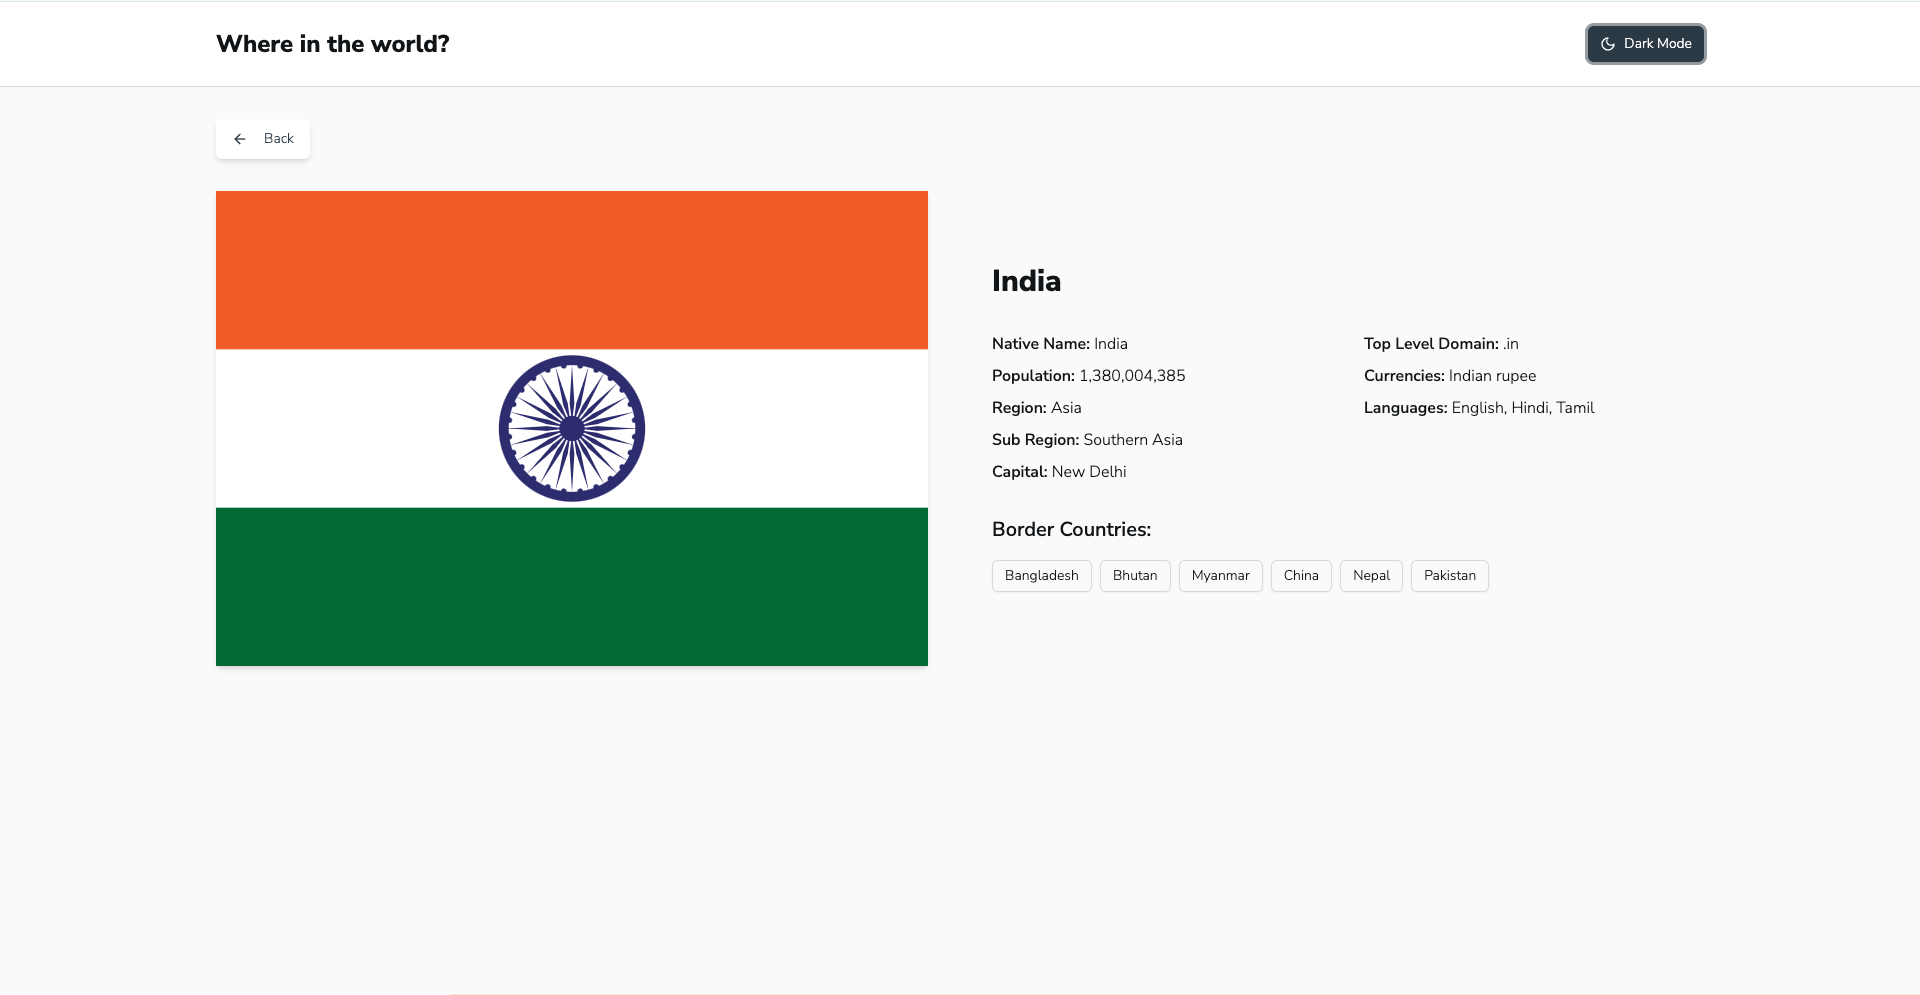 Where in the world?
Dark Mode
Back
India
Native Name: India
Population: 1,380,004,385
Region: Asia
Sub Region: Southern Asia
Capital: New Delhi
Top Level Domain: .in
Currencies: Indian rupee
Languages: English, Hindi, Tamil
Border Countries:
Bangladesh Bhutan Myanmar China Nepal Pakistan